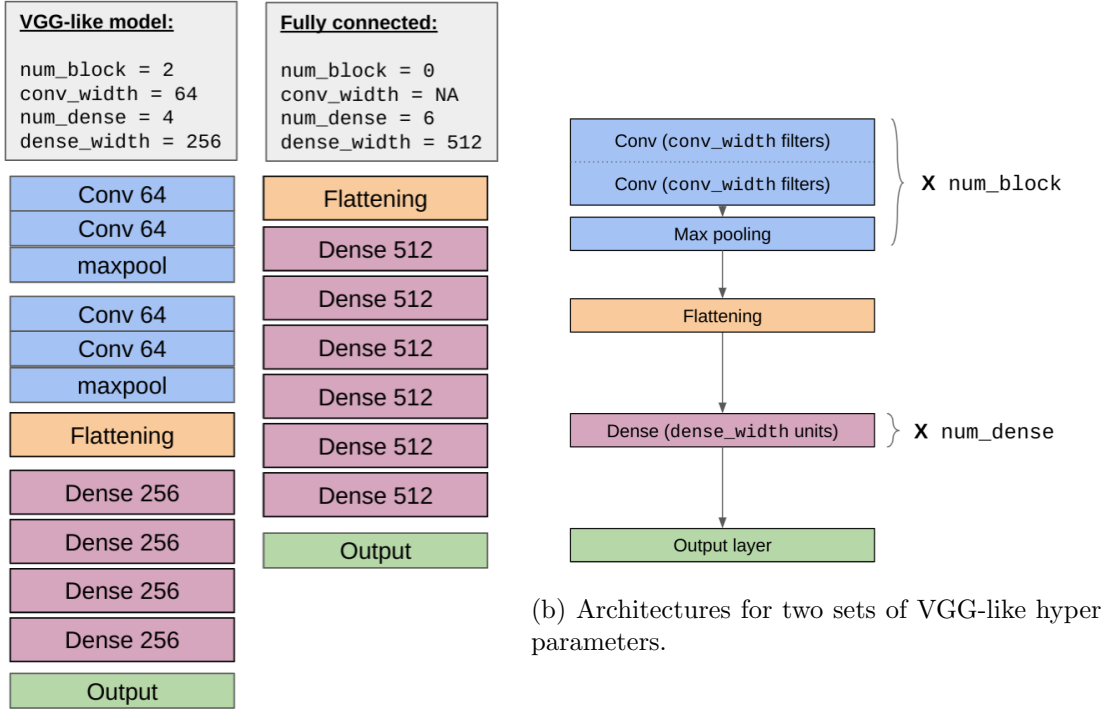 VGG-like model:
num_block = 2
conv_width = 64
num_dense = 4
dense_width = 256
Conv 64
Conv 64
maxpool
Conv 64
Conv 64
maxpool
Flattening
Dense 256
Dense 256
Dense 256
Dense 256
Output
Fully connected:
num_block = 0
conv_width = NA
num_dense = 6
dense_width = 512
Flattening
Dense 512
Dense 512
Dense 512
Dense 512
Dense 512
Dense 512
Output
Conv (conv_width filters)
Conv (conv_width filters)
Max pooling
X num_block
Flattening
Dense (dense_width units)
X num_dense
Output layer
(b) Architectures for two sets of VGG-like hyper
parameters.